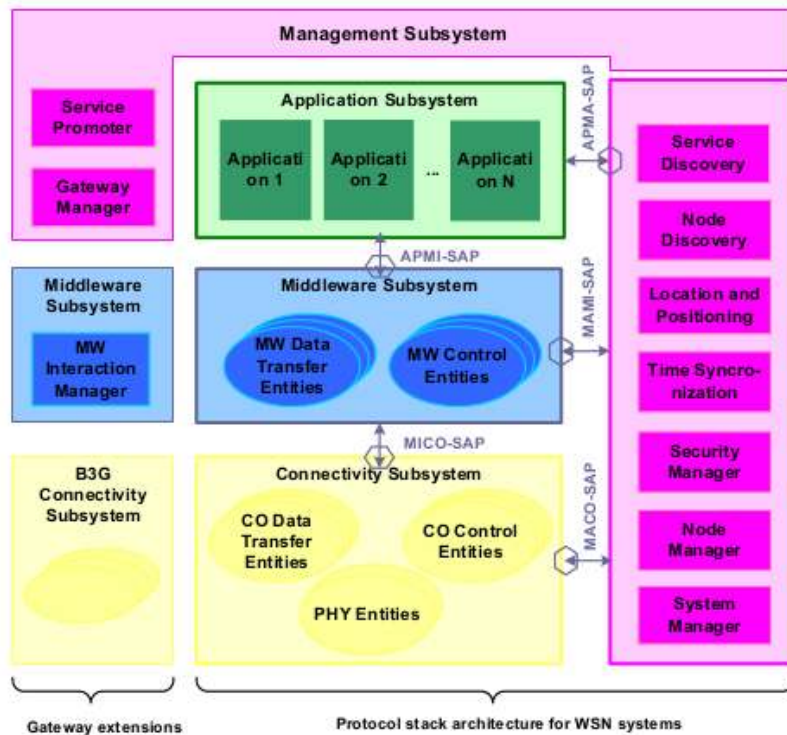 Management Subsystem
Service
Promoter
Gateway
Manager
Application Subsystem
Applicati
on 1
Applicati
on 2
...
Applicati
on N
APMA-SAP
Service
Discovery
Node
Discovery
Location and
Positioning
Time Syncro-
nization
Security
Manager
Node
Manager
System
Manager
APMI-SAP
Middleware
Subsystem
MW
Interaction
Manager
Middleware Subsystem
MW Data
Transfer
Entities
MW Control
Entities
MAMI-SAP
MICO-SAP
B3G
Connectivity
Subsystem
Connectivity Subsystem
CO Data
Transfer
Entities
CO Control
Entities
PHY Entities
MACO-SAP
Gateway extensions
Protocol stack architecture for WSN systems